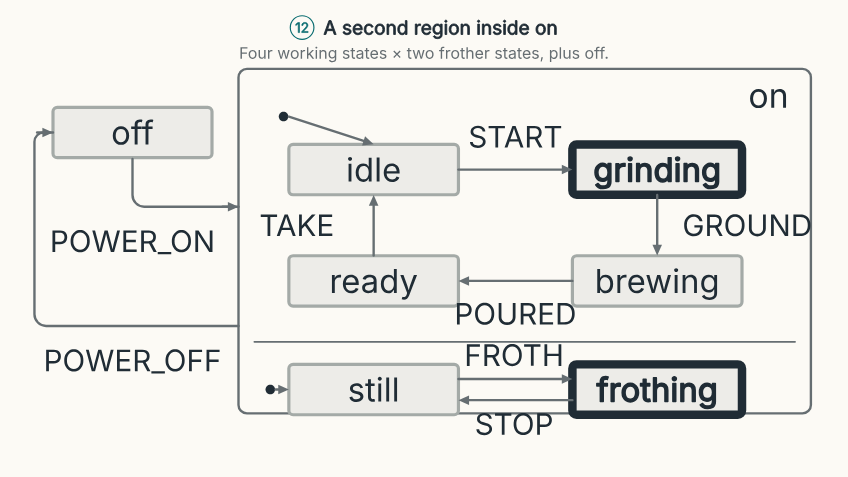 12 A second region inside on
Four working states × two frother states, plus off.
on
off
idle
START
grinding
POWER_ON
TAKE
GROUND
ready
brewing
POURED
POWER_OFF
FROTH
still
frothing
STOP